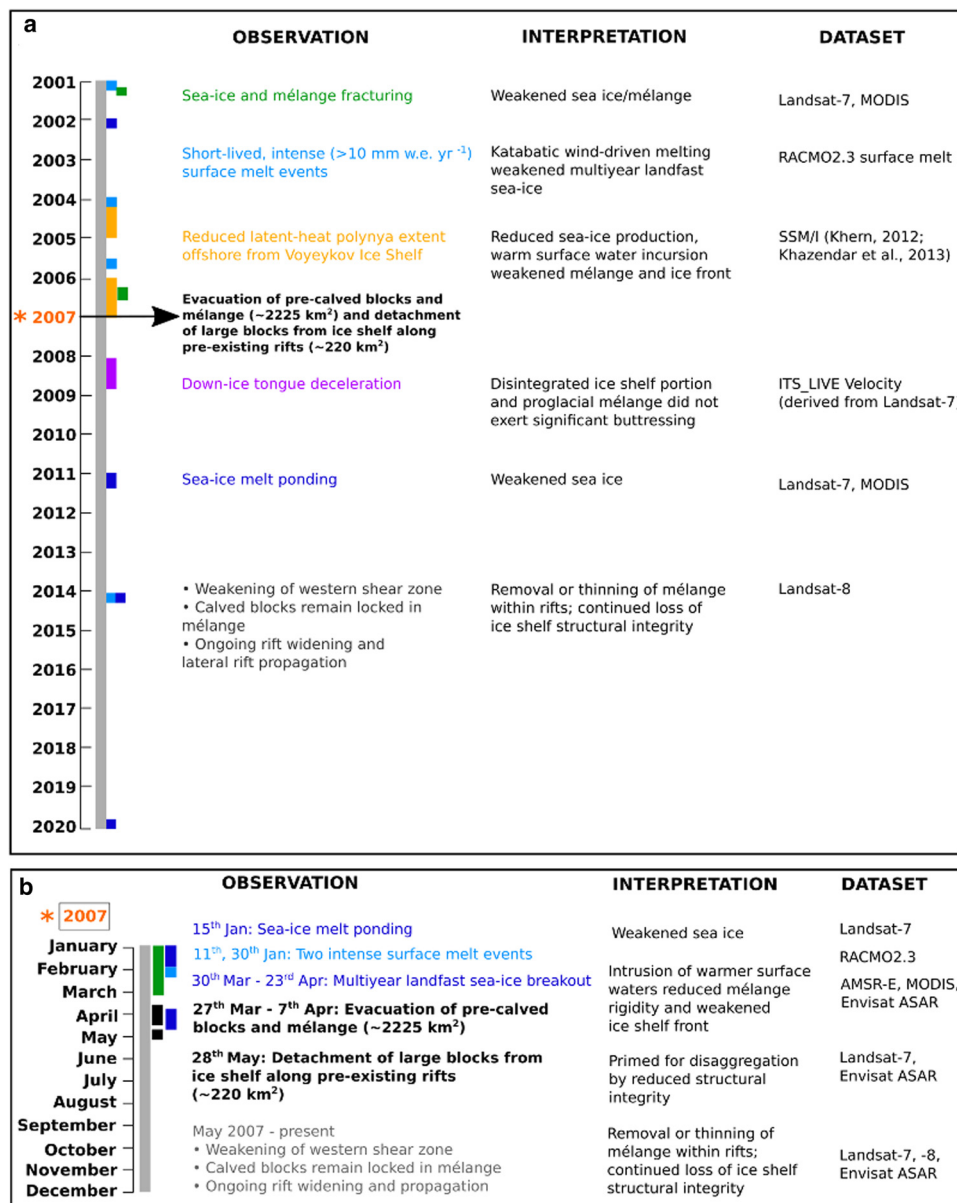 a
OBSERVATION INTERPRETATION DATASET
2001
Sea-ice and mélange fracturing Weakened sea ice/mélange Landsat-7, MODIS
2002
2003 Short-lived, intense (>10 mm w.e. yr ⁻¹) Katabatic wind-driven melting RACMO2.3 surface melt
surface melt events weakened multiyear landfast
sea-ice
2004
2005 Reduced latent-heat polynya extent Reduced sea-ice production, SSM/I (Khern, 2012;
offshore from Voyeykov Ice Shelf warm surface water incursion Khazendar et al., 2013)
weakened mélange and ice front
2006
Evacuation of pre-calved blocks and
* 2007 mélange (~2225 km²) and detachment
of large blocks from ice shelf along
pre-existing rifts (~220 km²)
2008
Down-ice tongue deceleration Disintegrated ice shelf portion ITS_LIVE Velocity
2009 and proglacial mélange did not (derived from Landsat-7)
exert significant buttressing
2010
2011 Sea-ice melt ponding Weakened sea ice Landsat-7, MODIS
2012
2013
2014 • Weakening of western shear zone Removal or thinning of mélange Landsat-8
• Calved blocks remain locked in within rifts; continued loss of
mélange ice shelf structural integrity
2015 • Ongoing rift widening and
lateral rift propagation
2016
2017
2018
2019
2020
b
OBSERVATION INTERPRETATION DATASET
* 2007
15th Jan: Sea-ice melt ponding Weakened sea ice Landsat-7
January 11th, 30th Jan: Two intense surface melt events RACMO2.3
February 30th Mar - 23rd Apr: Multiyear landfast sea-ice breakout Intrusion of warmer surface AMSR-E, MODIS,
March waters reduced mélange Envisat ASAR
April 27th Mar - 7th Apr: Evacuation of pre-calved rigidity and weakened
blocks and mélange (~2225 km²) ice shelf front
May
June 28th May: Detachment of large blocks from Primed for disaggregation Landsat-7,
July ice shelf along pre-existing rifts by reduced structural Envisat ASAR
(~220 km²) integrity
August
September May 2007 - present Removal or thinning of
October • Weakening of western shear zone mélange within rifts; Landsat-7, -8,
November • Calved blocks remain locked in mélange continued loss of ice shelf Envisat ASAR
December • Ongoing rift widening and propagation structural integrity